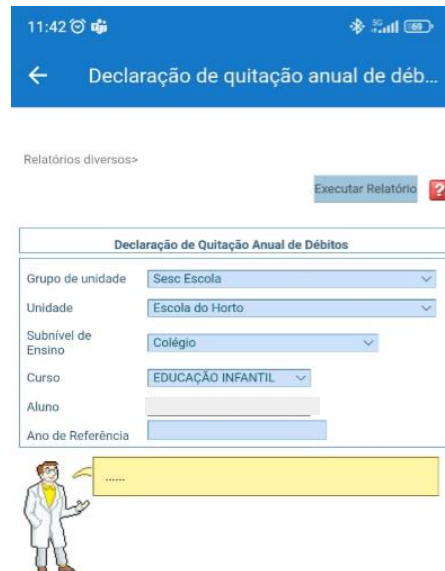 11:42
5G
69
Declaração de quitação anual de déb...
Relatórios diversos>
Executar Relatório ?
Declaração de Quitação Anual de Débitos
Grupo de unidade Sesc Escola
Unidade Escola do Horto
Subnível de
Ensino
Colégio
Curso EDUCAÇÃO INFANTIL
Aluno
Ano de Referência
......